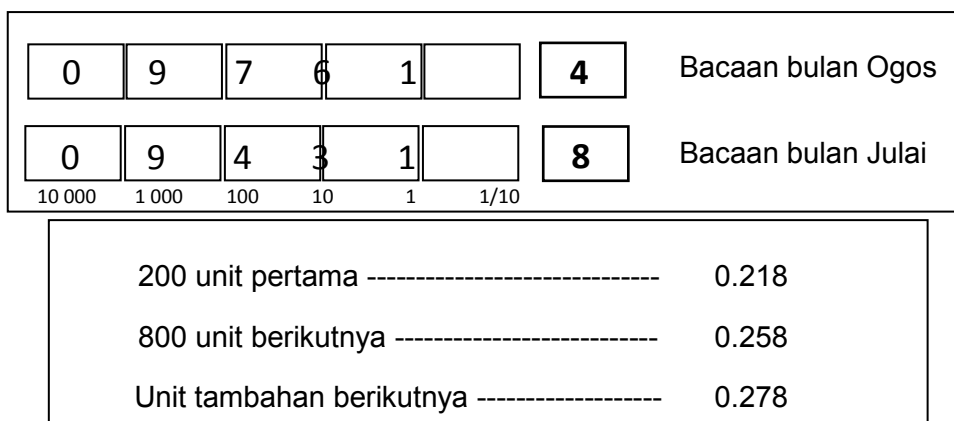 0 9 7 6 1 4 Bacaan bulan Ogos
0 9 4 3 1 8 Bacaan bulan Julai
10 000 1 000 100 10 1 1/10
200 unit pertama ----------------------------- 0.218
800 unit berikutnya -------------------------- 0.258
Unit tambahan berikutnya ------------------ 0.278